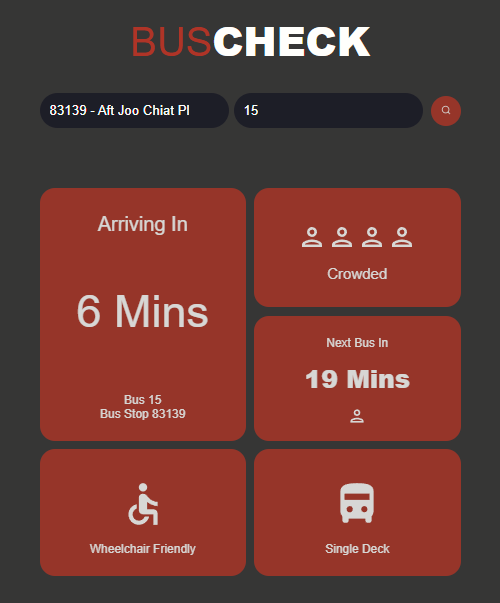 BUSCHECK
83139 - Aft Joo Chiat Pl
15
Arriving In
6 Mins
Bus 15
Bus Stop 83139
Crowded
Next Bus In
19 Mins
Wheelchair Friendly
Single Deck